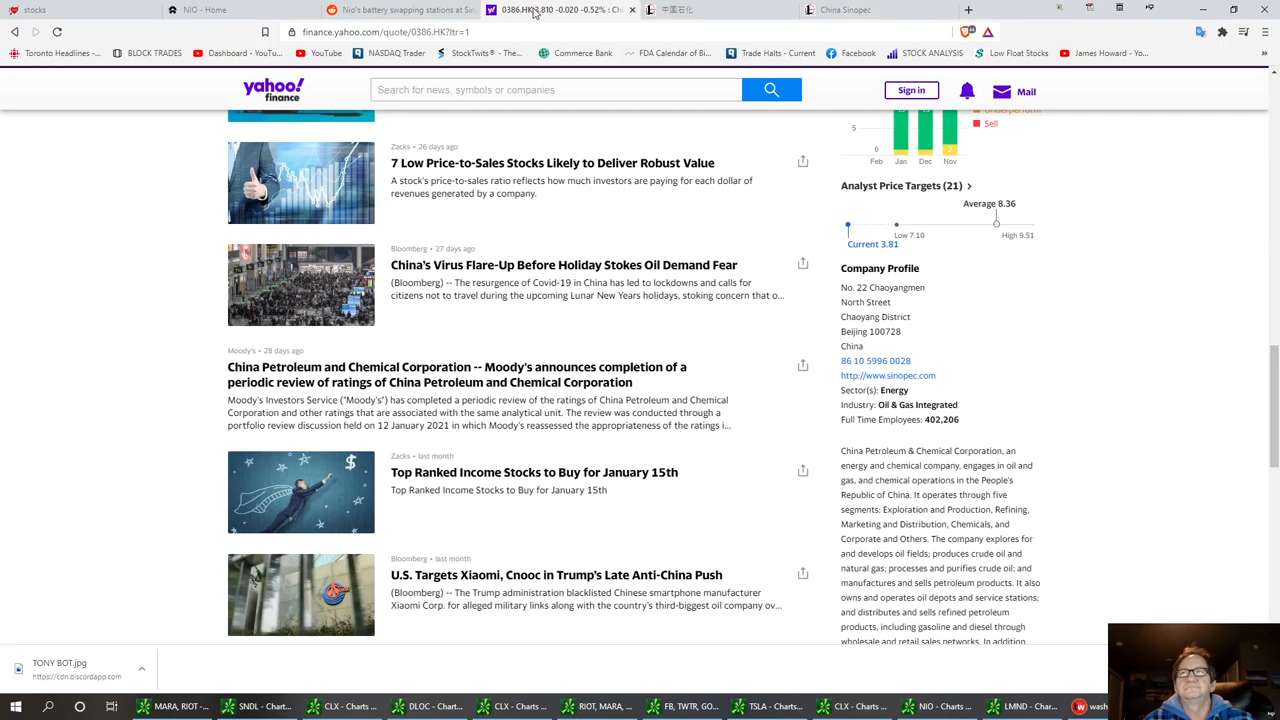 stocks
NIO - Home
Nio's battery swapping stations at Sin
0386.HK 3.810 -0.020 -0.52% : Ch
中国石化
China Sinopec
finance.yahoo.com/quote/0386.HK?ltr=1
Toronto HeadLines
BLOCK TRADES
Dashboard - YouTu...
YouTube
NASDAQ Trader
StockTwits® - The...
Commerce Bank
FDA Calendar of Bi...
Trade Halts - Current
Facebook
STOCK ANALYSIS
Low Float Stocks
James Howard - Yo...
yahoo!
finance
Search for news, symbols or companies
Sign in
Mail
Zacks • 26 days ago
7 Low Price-to-Sales Stocks Likely to Deliver Robust Value
A stock's price-to-sales ratio reflects how much investors are paying for each dollar of
revenues generated by a company.
Bloomberg • 27 days ago
China's Virus Flare-Up Before Holiday Stokes Oil Demand Fear
(Bloomberg) -- The resurgence of Covid-19 in China has led to lockdowns and calls for
citizens not to travel during the upcoming Lunar New Years holidays, stoking concern that o...
Moody's • 28 days ago
China Petroleum and Chemical Corporation -- Moody's announces completion of a
periodic review of ratings of China Petroleum and Chemical Corporation
Moody's Investors Service ("Moody's") has completed a periodic review of the ratings of China Petroleum and Chemical
Corporation and other ratings that are associated with the same analytical unit. The review was conducted through a
portfolio review discussion held on 12 January 2021 in which Moody's reassessed the appropriateness of the ratings i...
Zacks • last month
Top Ranked Income Stocks to Buy for January 15th
Top Ranked Income Stocks to Buy for January 15th
Bloomberg • last month
U.S. Targets Xiaomi, Cnooc in Trump's Late Anti-China Push
(Bloomberg) -- The Trump administration blacklisted Chinese smartphone manufacturer
Xiaomi Corp. for alleged military links along with the country's third-biggest oil company ov...
Underperform
Sell
5
0
2
Feb Jan Dec Nov
Analyst Price Targets (21)
Average 8.36
Low 7.10
High 9.51
Current 3.81
Company Profile
No. 22 Chaoyangmen
North Street
Chaoyang District
Beijing 100728
China
86 10 5996 0028
http://www.sinopec.com
Sector(s): Energy
Industry: Oil & Gas Integrated
Full Time Employees: 402,206
China Petroleum & Chemical Corporation, an
energy and chemical company, engages in oil and
gas, and chemical operations in the People's
Republic of China. It operates through five
segments: Exploration and Production, Refining,
Marketing and Distribution, Chemicals, and
Corporate and Others. The company explores for
and develops oil fields; produces crude oil and
natural gas; processes and purifies crude oil; and
manufactures and sells petroleum products. It also
owns and operates oil depots and service stations;
and distributes and sells refined petroleum
products, including gasoline and diesel through
wholesale and retail sales networks. In addition,
TONY BOT.jpg
https://cdn.discordapp.com
MARA, RIOT -...
SNDL - Chart...
CLX - Charts...
DLOC - Chart...
CLX - Charts...
RIOT, MARA, ...
FB, TWTR, GO...
TSLA - Charts...
CLX - Charts...
NIO - Charts ...
LMND - Chart...
wash